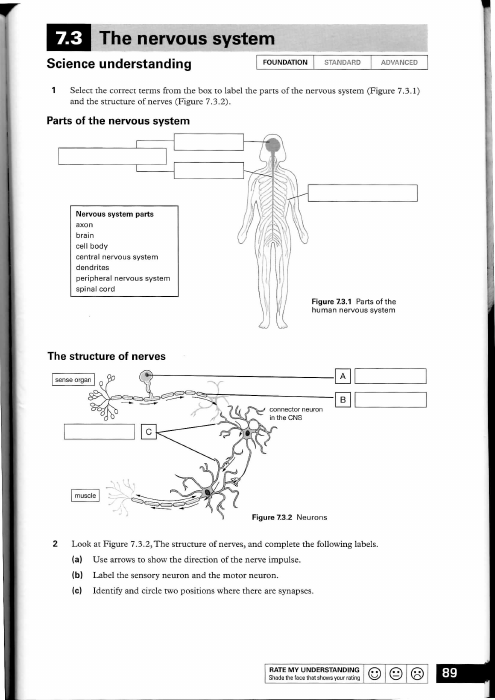 7.3 The nervous system
Science understanding
FOUNDATION STANDARD ADVANCED
1 Select the correct terms from the box to label the parts of the nervous system (Figure 7.3.1)
and the structure of nerves (Figure 7.3.2).
Parts of the nervous system
Nervous system parts
axon
brain
cell body
central nervous system
dendrites
peripheral nervous system
spinal cord
Figure 7.3.1 Parts of the
human nervous system
The structure of nerves
sense organ
A
B
connector neuron
in the CNS
C
muscle
Figure 7.3.2 Neurons
2 Look at Figure 7.3.2, The structure of nerves, and complete the following labels.
(a) Use arrows to show the direction of the nerve impulse.
(b) Label the sensory neuron and the motor neuron.
(c) Identify and circle two positions where there are synapses.
RATE MY UNDERSTANDING
Shade the face that shows your rating
89